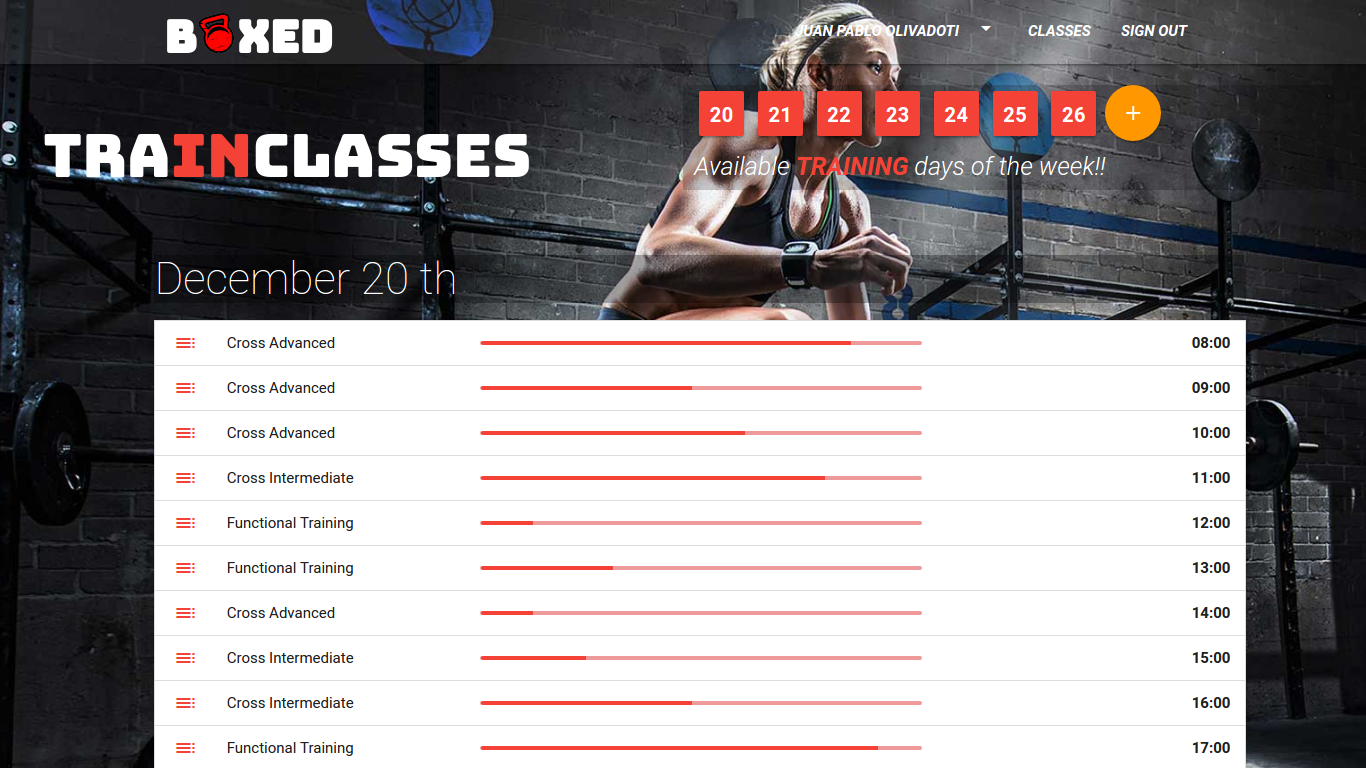 BOXED
JUAN PABLO OLIVADOTI CLASSES SIGN OUT
20 21 22 23 24 25 26 +
TRAINCLASSES
Available TRAINING days of the week!!
December 20 th
Cross Advanced 08:00
Cross Advanced 09:00
Cross Advanced 10:00
Cross Intermediate 11:00
Functional Training 12:00
Functional Training 13:00
Cross Advanced 14:00
Cross Intermediate 15:00
Cross Intermediate 16:00
Functional Training 17:00